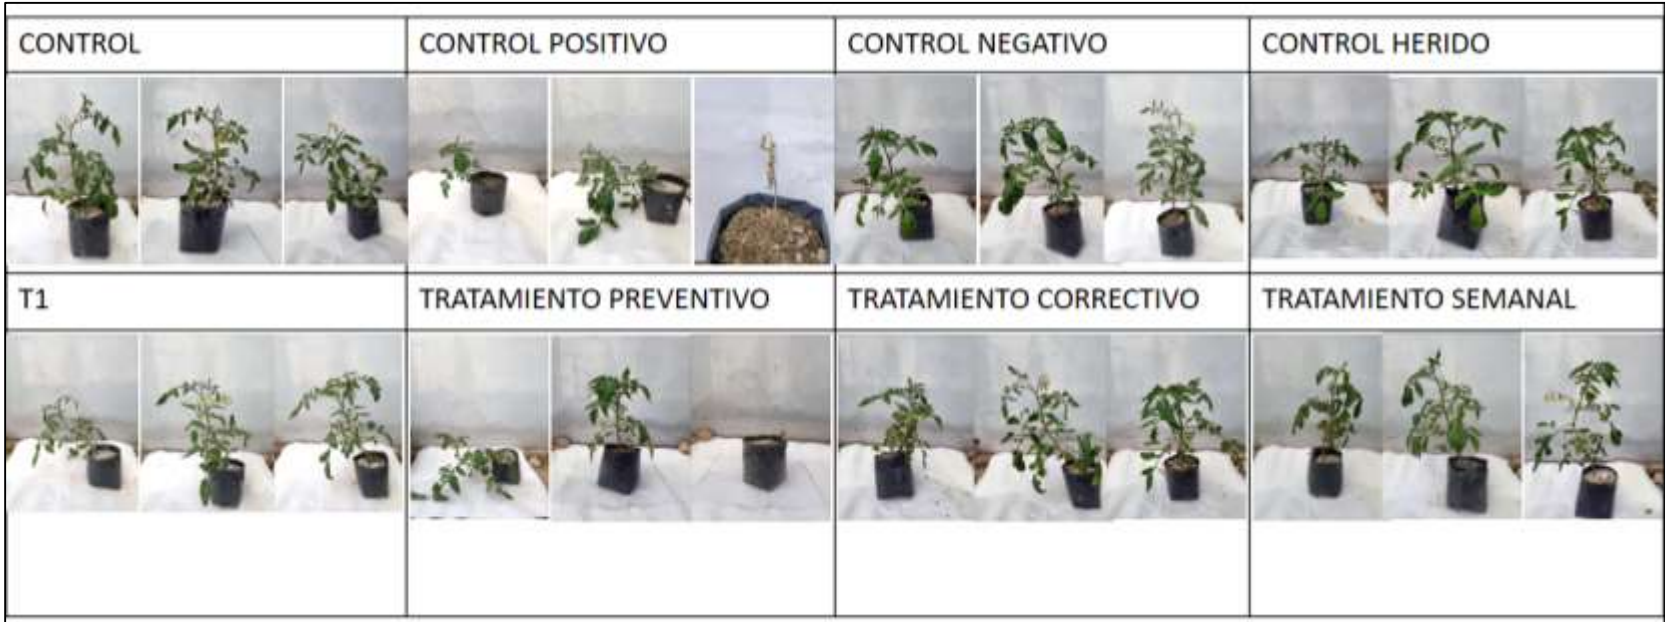 CONTROL
CONTROL POSITIVO
CONTROL NEGATIVO
CONTROL HERIDO
T1
TRATAMIENTO PREVENTIVO
TRATAMIENTO CORRECTIVO
TRATAMIENTO SEMANAL